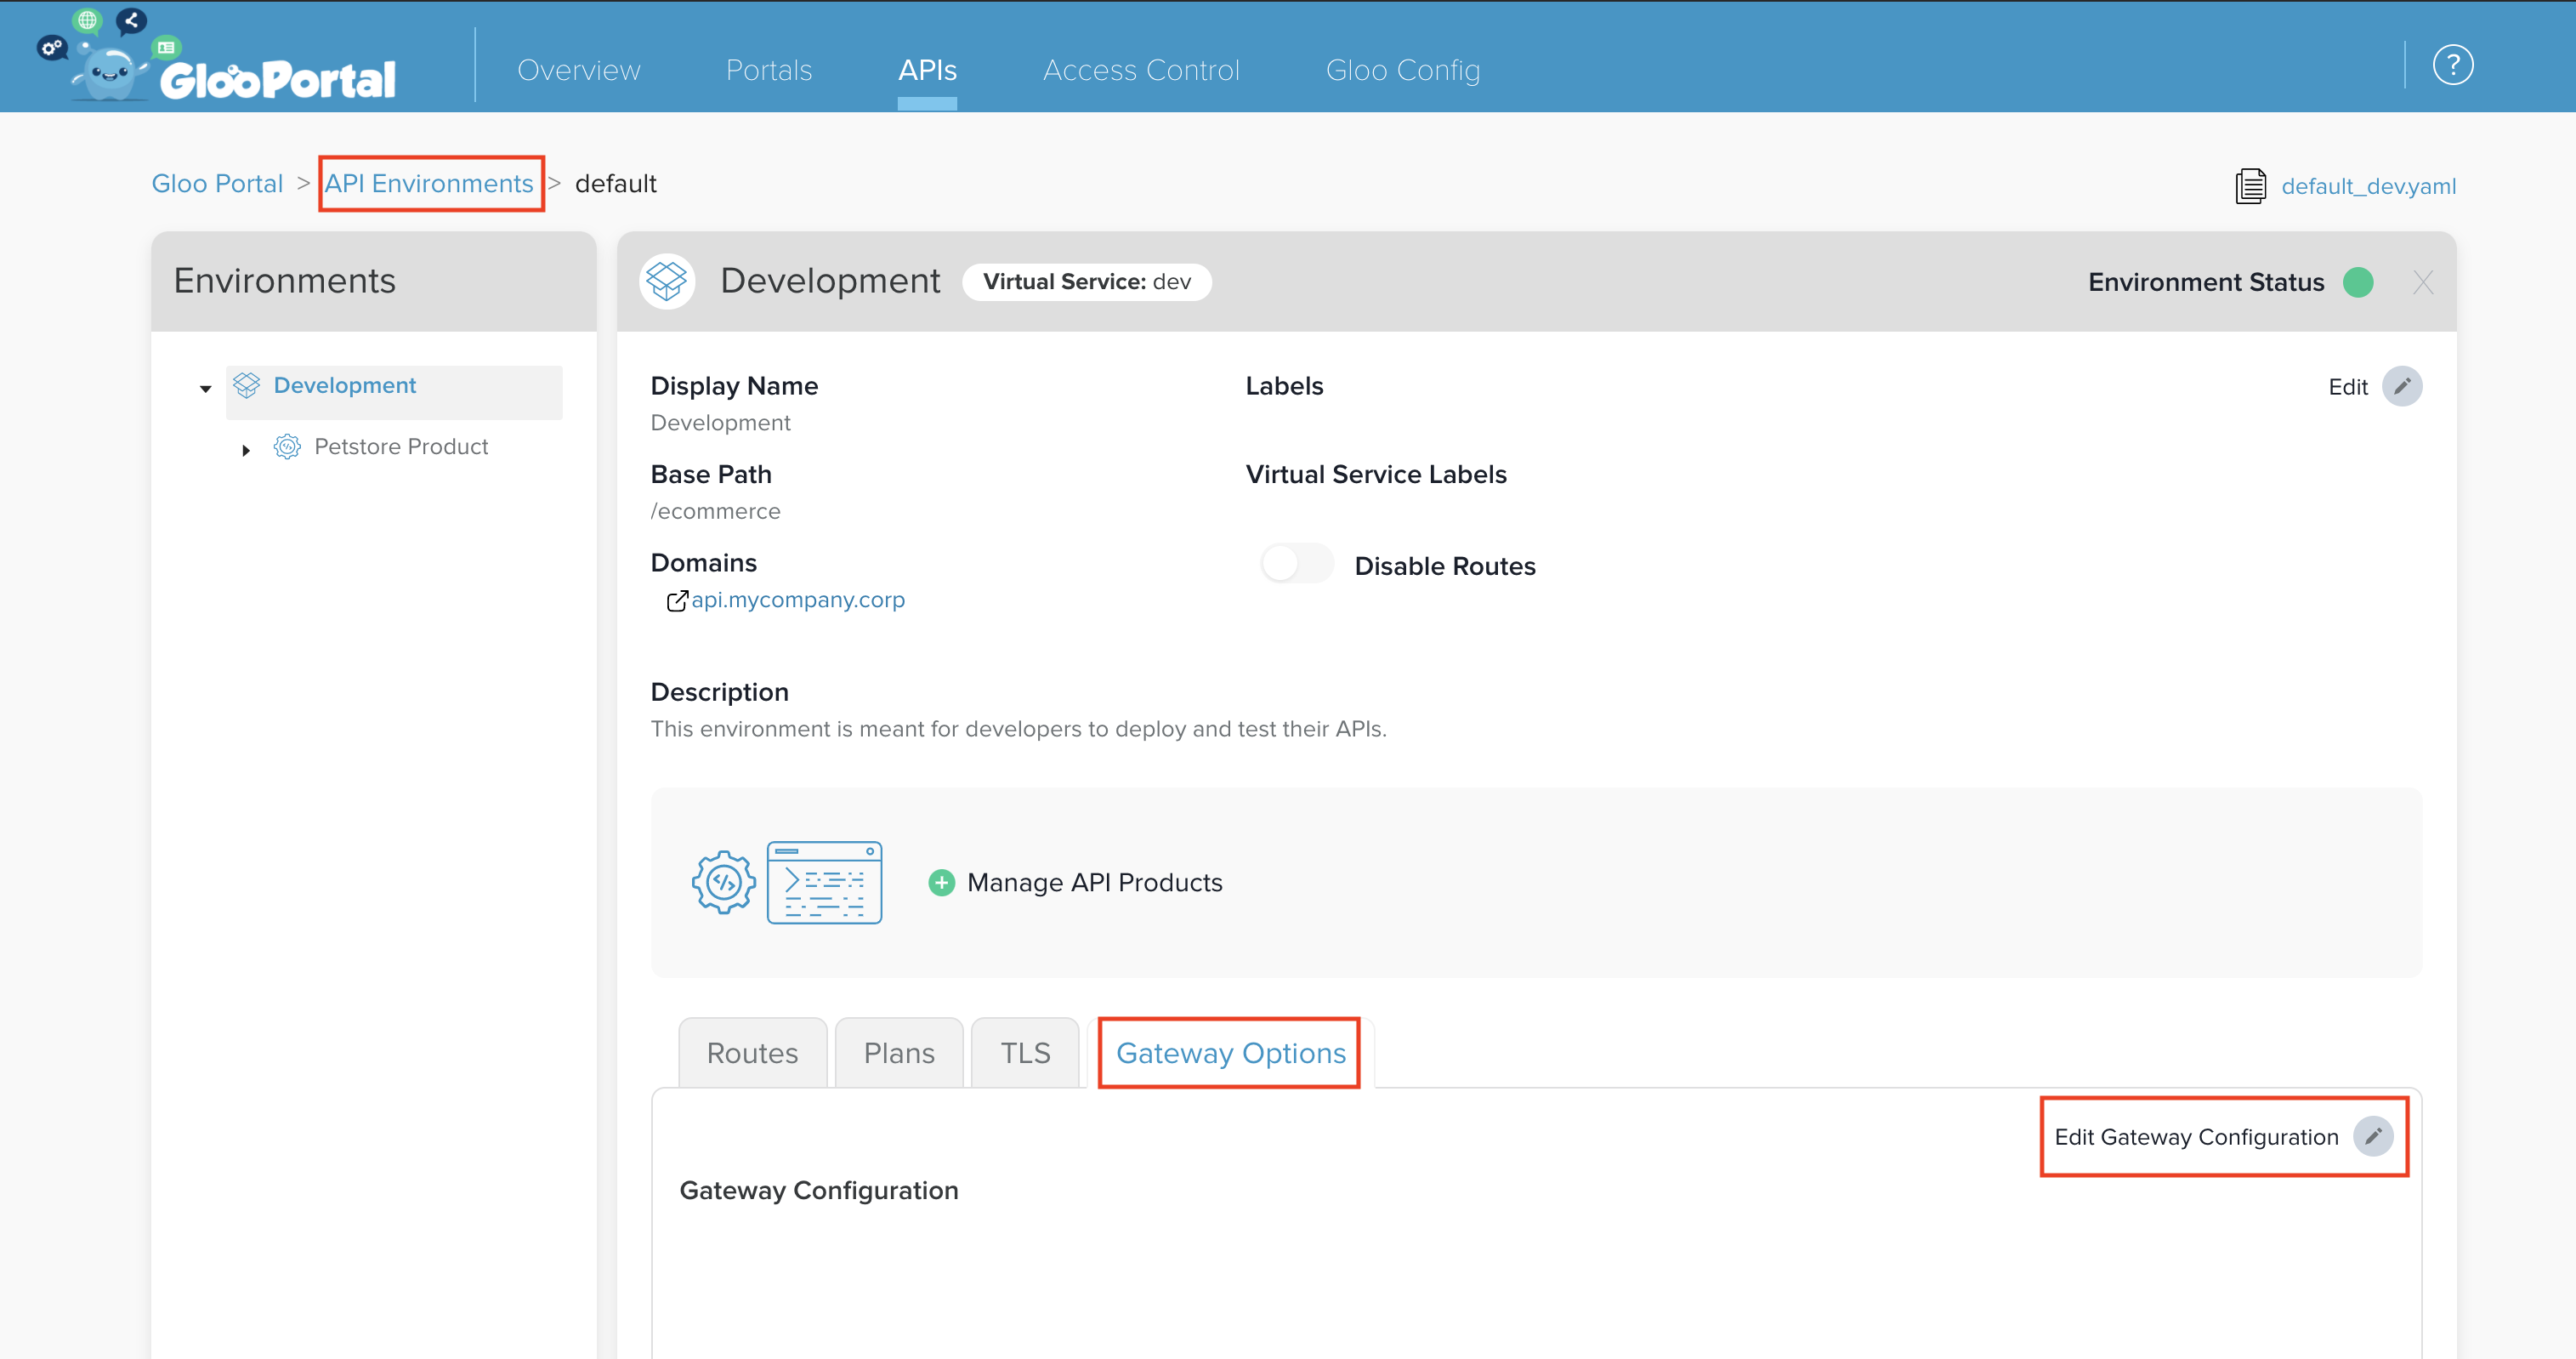 GlooPortal
Overview Portals APIs Access Control Gloo Config ?
Gloo Portal > API Environments > default
default_dev.yaml
Environments
Development
Petstore Product
Development Virtual Service: dev Environment Status X
Display Name
Development
Labels
Edit
Base Path
/ecommerce
Virtual Service Labels
Domains
api.mycompany.corp
Disable Routes
Description
This environment is meant for developers to deploy and test their APIs.
Manage API Products
Routes Plans TLS Gateway Options
Edit Gateway Configuration
Gateway Configuration